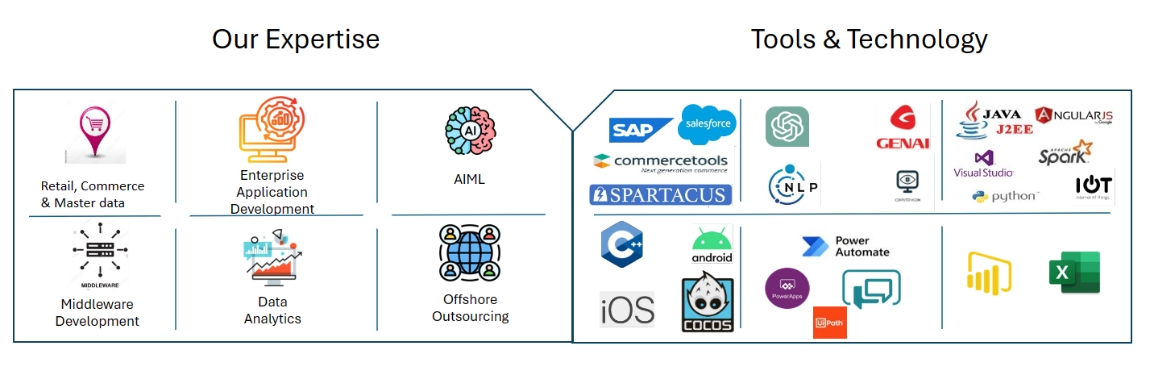 Our Expertise
Tools & Technology
Retail, Commerce
& Master data
Enterprise
Application
Development
AI
AIML
MIDDLEWARE
Middleware
Development
Data
Analytics
Offshore
Outsourcing
SAP
salesforce
commercetools
Next generation commerce
SPARTACUS
GENAI
NLP
JAVA
J2EE
ANGULARJS
by Google
Visual Studio
APACHE
Spark
python
IOT
Internet of Things
C++
android
iOS
COCOS
Power
Automate
PowerApps
UiPath
X